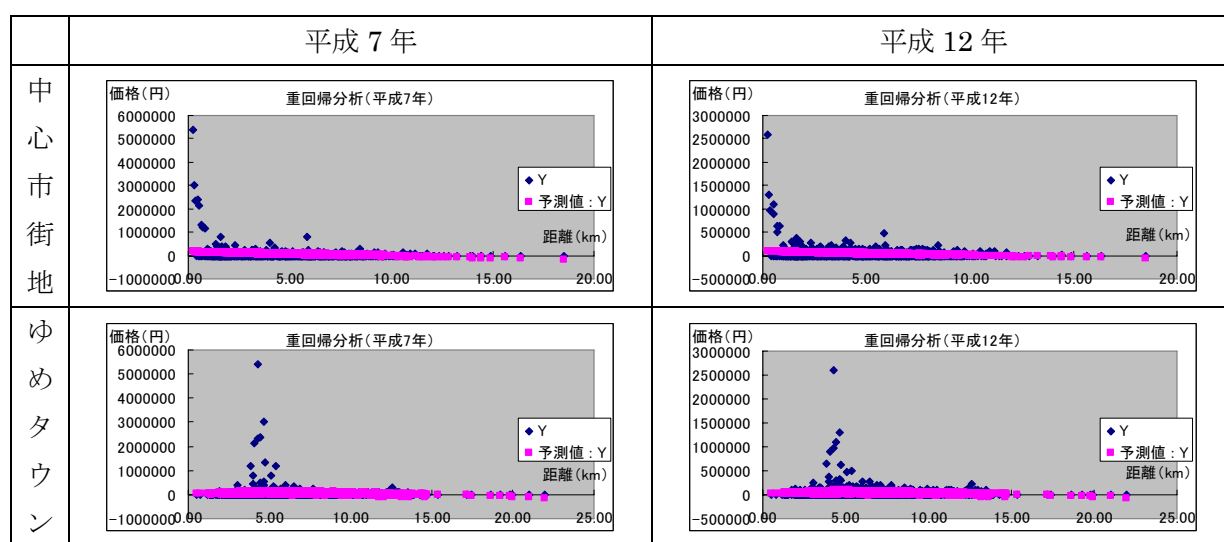 平成 7 年
平成 12 年
中心市街地
価格(円)
重回帰分析(平成7年)
6000000
5000000
4000000
3000000
2000000
1000000
0
-1000000
0.00
5.00
10.00
15.00
20.00
Y
予測値：Y
距離(km)
価格(円)
重回帰分析(平成12年)
3000000
2500000
2000000
1500000
1000000
500000
0
-500000
0.00
5.00
10.00
15.00
20.00
Y
予測値：Y
距離(km)
ゆめタウン
価格(円)
重回帰分析(平成7年)
6000000
5000000
4000000
3000000
2000000
1000000
0
-1000000
0.00
5.00
10.00
15.00
20.00
25.00
Y
予測値：Y
距離(km)
価格(円)
重回帰分析(平成12年)
3000000
2500000
2000000
1500000
1000000
500000
0
-500000
0.00
5.00
10.00
15.00
20.00
25.00
Y
予測値：Y
距離(km)